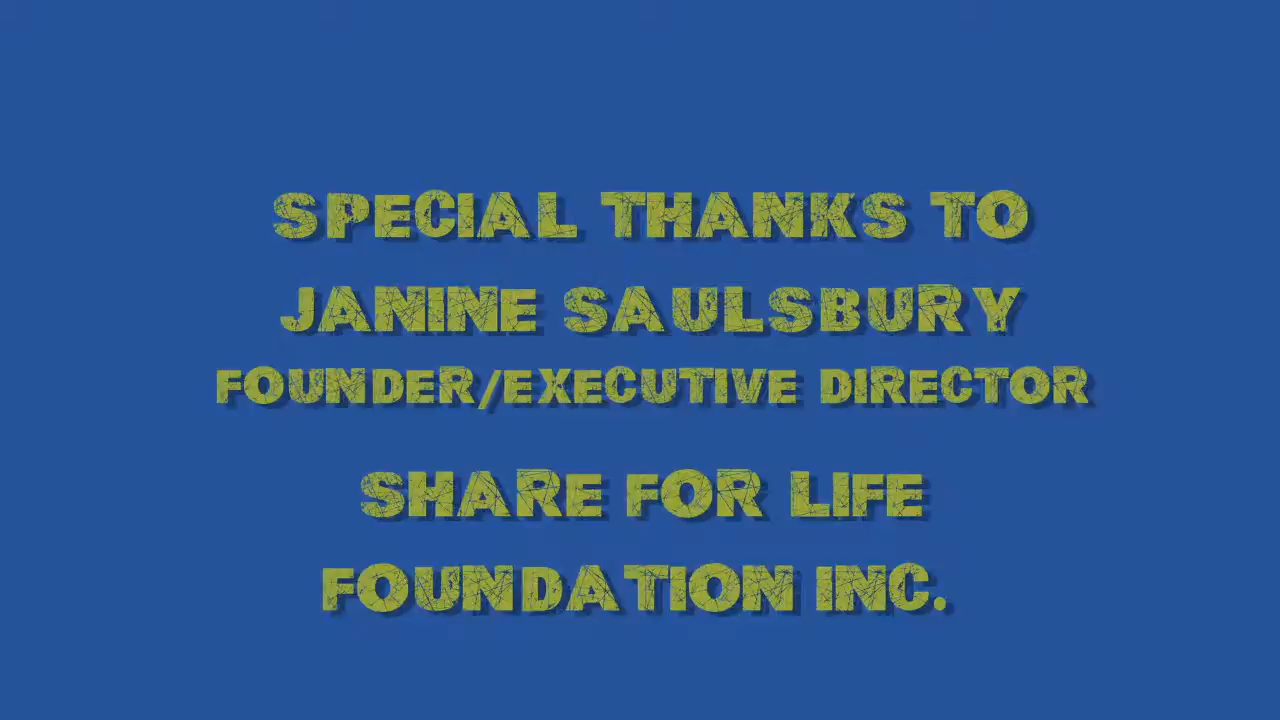 SPECIAL THANKS TO
JANINE SAULSBURY
FOUNDER/EXECUTIVE DIRECTOR
SHARE FOR LIFE
FOUNDATION INC.